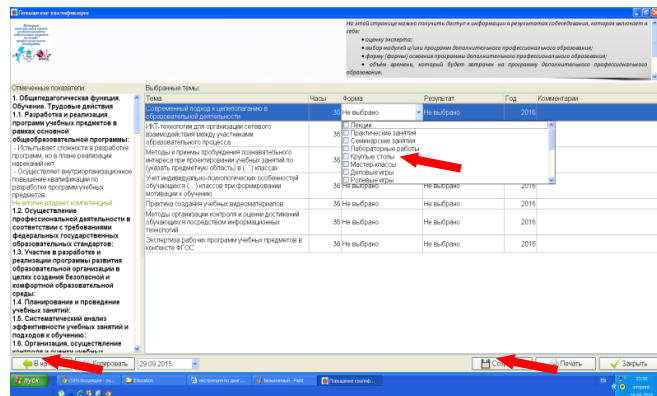 Повышение квалификации
На этой странице можно получить доступ к информации о результатах собеседования, которая включает в
себя:
• оценку эксперта;
• выбор модулей и/или программ дополнительного профессионального образования;
• форму (формы) освоения программы дополнительного профессионального образования;
• объём времени, который будет затрачен на программу дополнительного профессионального
образования.
Отмеченные показатели:
Выбранные темы:
Тема Часы Форма Результат Год Комментарии
Современный подход к целеполаганию в
образовательной деятельности
36 Не выбрано Не выбрано 2016
ИКТ-технологии для организации сетевого
взаимодействия между участниками
образовательного процесса
36
Методы и приемы пробуждения познавательного
интереса при проектировании учебных занятий по
(указать предметную область) в (...) классах
36
Учет индивидуально-психологических особенностей
обучающихся (...) классов при формировании
мотивации к обучению
36 Не выбрано Не выбрано 2016
Практика создания учебных видеоматериалов
36 Не выбрано Не выбрано 2016
Методы организации контроля и оценки достижений
обучающихся посредством информационных
технологий
36 Не выбрано Не выбрано 2016
Экспертиза рабочих программ учебных предметов в
контексте ФГОС
36 Не выбрано Не выбрано 2016
Лекции
Практические занятия
Семинарские занятия
Лабораторные работы
Круглые столы
Мастер-классы
Деловые игры
Ролевые игры
1. Общепедагогическая функция.
Обучение. Трудовые действия
1.1. Разработка и реализация
программ учебных предметов в
рамках основной
общеобразовательной программы:
- Испытывает сложности в разработке
программ, но в плане реализации
нареканий нет
- Осуществляет внутриорганизационное
повышение квалификации по
разработке программ учебных
предметов
Не вполне владеет компетенцией
1.2. Осуществление
профессиональной деятельности в
соответствии с требованиями
федеральных государственных
образовательных стандартов:
1.3. Участие в разработке и
реализации программы развития
образовательной организации в
целях создания безопасной и
комфортной образовательной
среды:
1.4. Планирование и проведение
учебных занятий:
1.5. Систематический анализ
эффективности учебных занятий и
подходов к обучению:
1.6. Организация, осуществление
контроля и оценки учебных
Копировать 29.09.2015 Печать Закрыть
пуск Education Повышение квалиф...